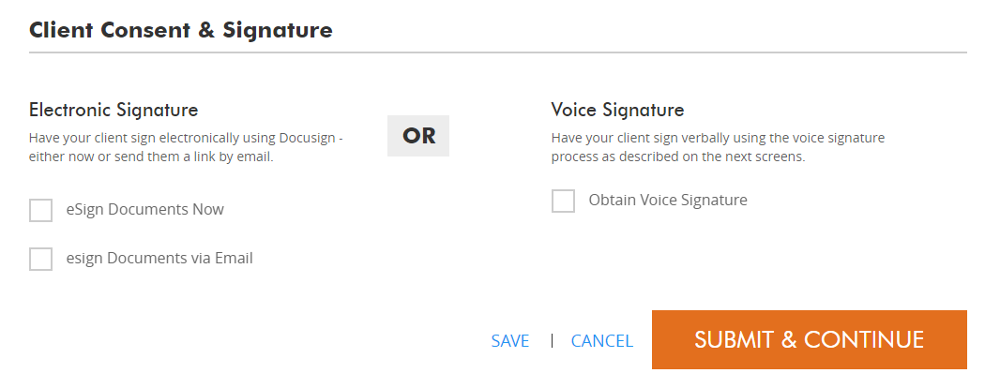 Client Consent & Signature
Electronic Signature
Have your client sign electronically using Docusign -
either now or send them a link by email.
eSign Documents Now
esign Documents via Email
OR
Voice Signature
Have your client sign verbally using the voice signature
process as described on the next screens.
Obtain Voice Signature
SAVE | CANCEL
SUBMIT & CONTINUE